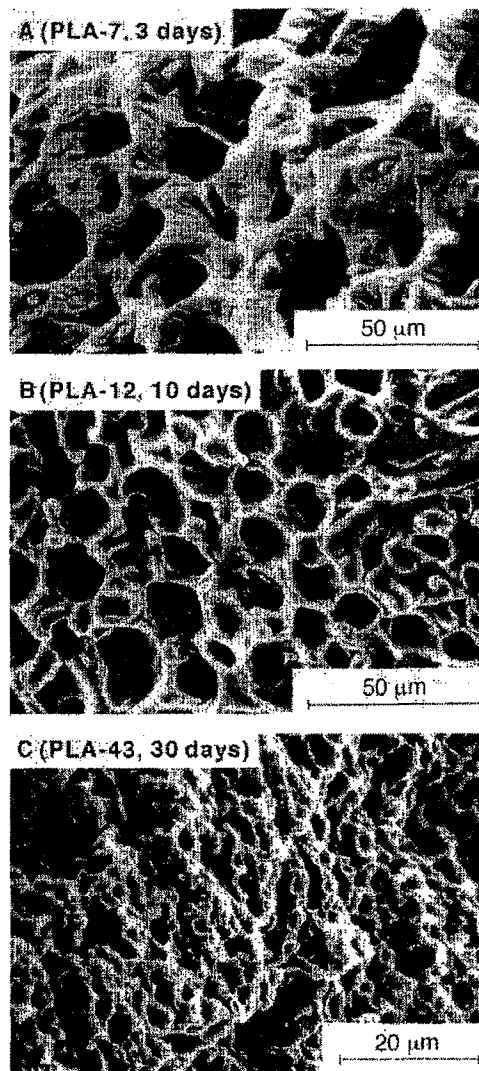 A (PLA-7, 3 days)
50 µm
B (PLA-12, 10 days)
50 µm
C (PLA-43, 30 days)
20 µm